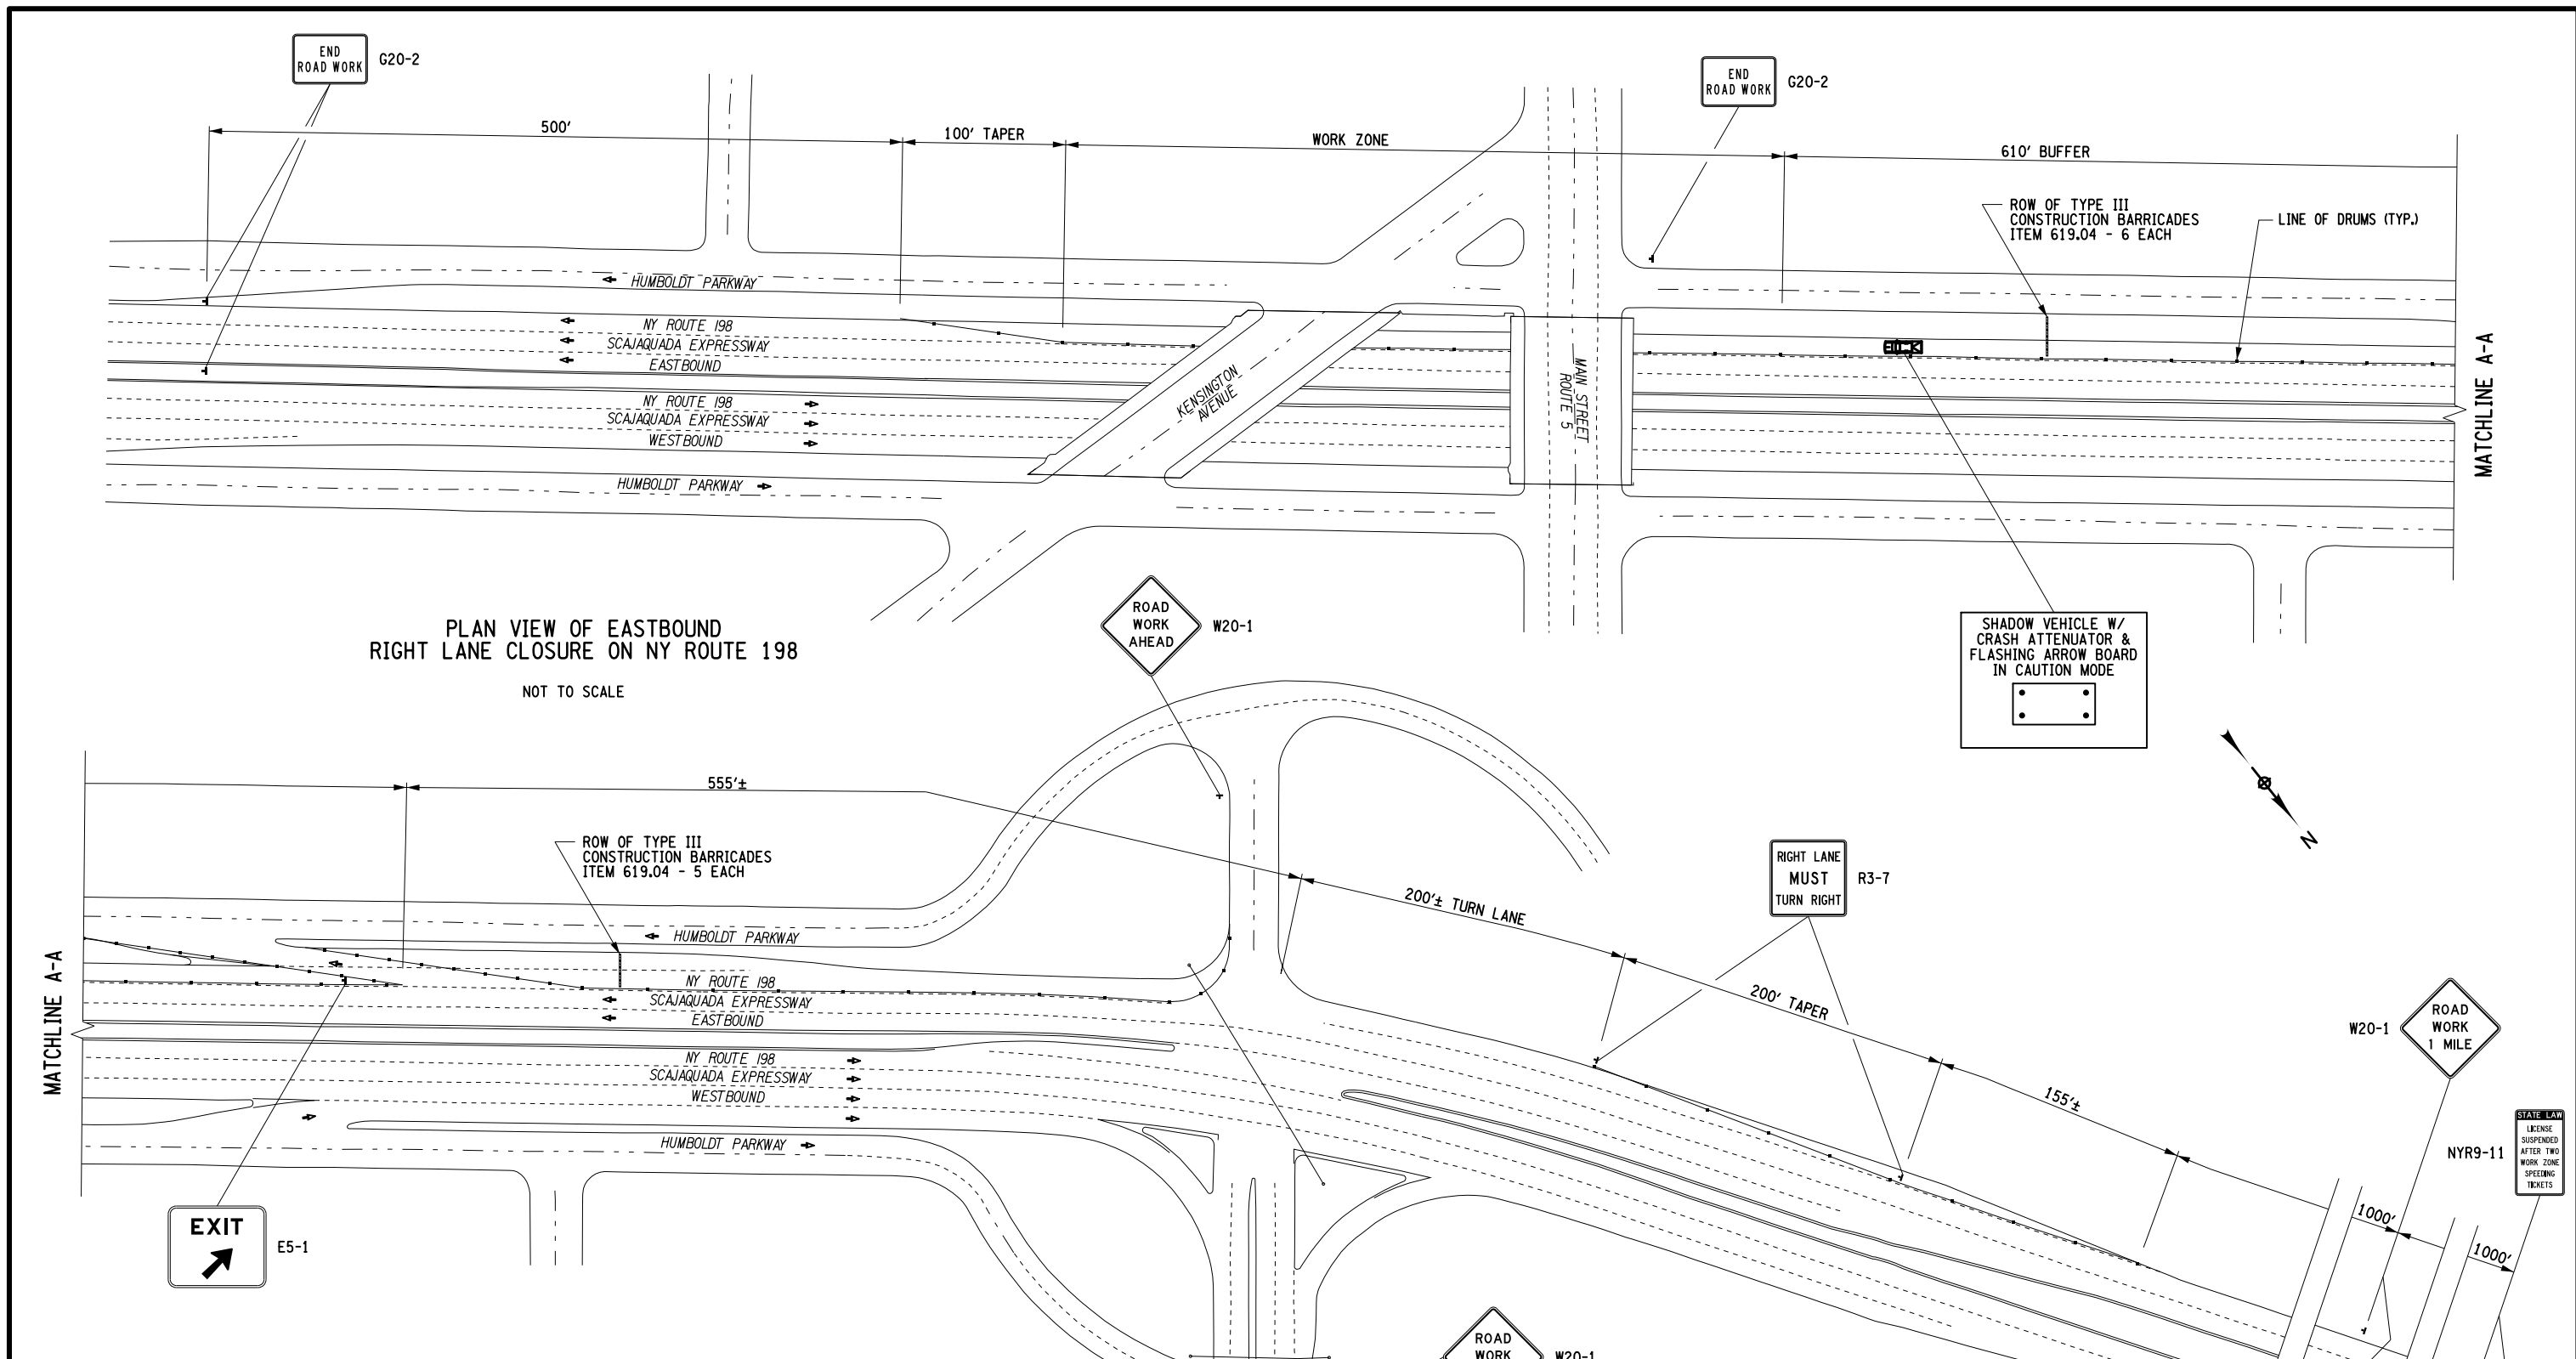 END
ROAD WORK
G20-2
END
ROAD WORK
G20-2
500'
100' TAPER
WORK ZONE
610' BUFFER
ROW OF TYPE III
CONSTRUCTION BARRICADES
ITEM 619.04 - 6 EACH
LINE OF DRUMS (TYP.)
HUMBOLDT PARKWAY
NY ROUTE 198
SCAJAQUADA EXPRESSWAY
EASTBOUND
NY ROUTE 198
SCAJAQUADA EXPRESSWAY
WESTBOUND
HUMBOLDT PARKWAY
KENSINGTON
AVENUE
MAIN STREET
ROUTE 5
MATCHLINE A-A
PLAN VIEW OF EASTBOUND
RIGHT LANE CLOSURE ON NY ROUTE 198
NOT TO SCALE
ROAD
WORK
AHEAD
W20-1
SHADOW VEHICLE W/
CRASH ATTENUATOR &
FLASHING ARROW BOARD
IN CAUTION MODE
N
555'±
ROW OF TYPE III
CONSTRUCTION BARRICADES
ITEM 619.04 - 5 EACH
RIGHT LANE
MUST
TURN RIGHT
R3-7
200'± TURN LANE
200' TAPER
155'±
1000'
1000'
ROAD
WORK
1 MILE
W20-1
STATE LAW
LICENSE
SUSPENDED
AFTER TWO
WORK ZONE
SPEEDING
TICKETS
NYR9-11
MATCHLINE A-A
HUMBOLDT PARKWAY
NY ROUTE 198
SCAJAQUADA EXPRESSWAY
EASTBOUND
NY ROUTE 198
SCAJAQUADA EXPRESSWAY
WESTBOUND
HUMBOLDT PARKWAY
EXIT
E5-1
ROAD
WORK
W20-1